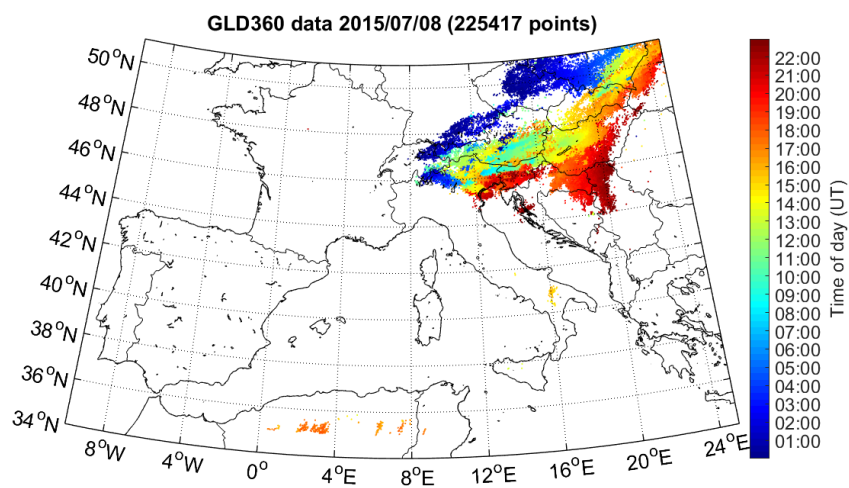 GLD360 data 2015/07/08 (225417 points)
50°N
48°N
46°N
44°N
42°N
40°N
38°N
36°N
34°N
8°W
4°W
0°
4°E
8°E
12°E
16°E
20°E
24°E
22:00
21:00
20:00
19:00
18:00
17:00
16:00
15:00
14:00
13:00
12:00
11:00
10:00
09:00
08:00
07:00
06:00
05:00
04:00
03:00
02:00
01:00
Time of day (UT)